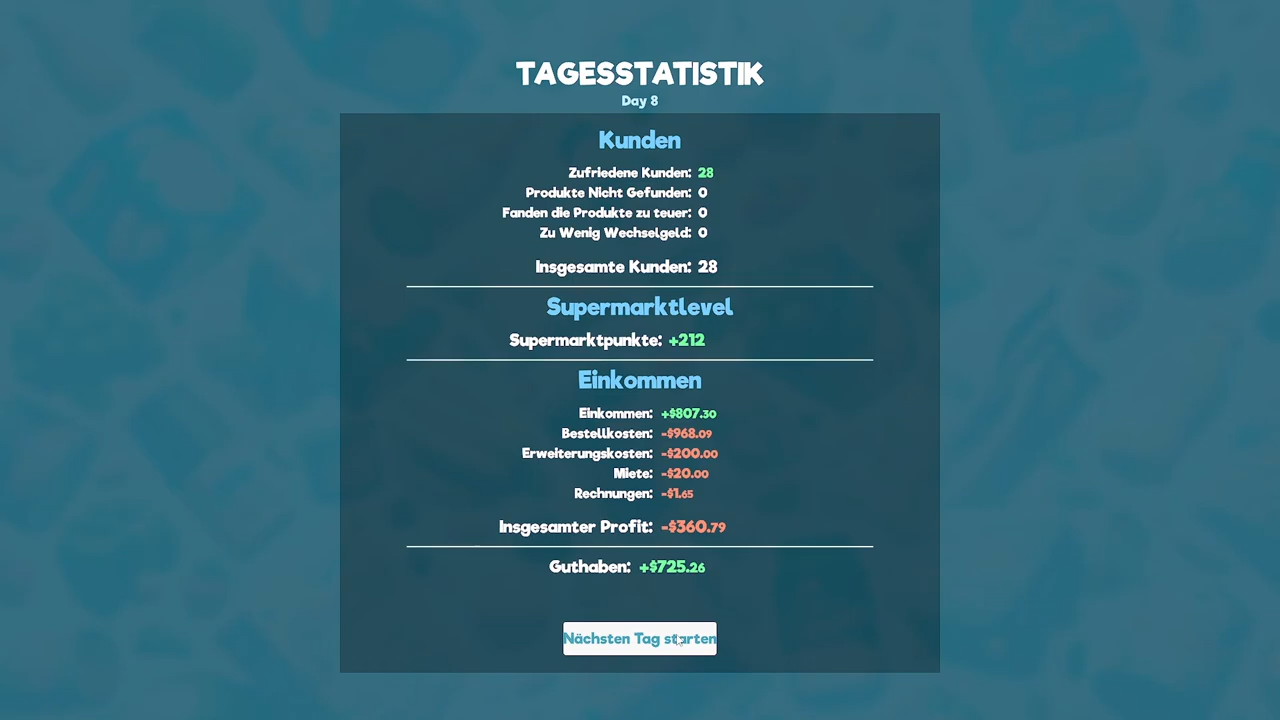 TAGESSTATISTIK
Day 8
Kunden
Zufriedene Kunden: 28
Produkte Nicht Gefunden: 0
Fanden die Produkte zu teuer: 0
Zu Wenig Wechselgeld: 0
Insgesamte Kunden: 28
Supermarktlevel
Supermarktpunkte: +212
Einkommen
Einkommen: +$807.30
Bestellkosten: -$968.09
Erweiterungskosten: -$200.00
Miete: -$20.00
Rechnungen: -$1.65
Insgesamter Profit: -$360.79
Guthaben: +$725.26
Nächsten Tag starten